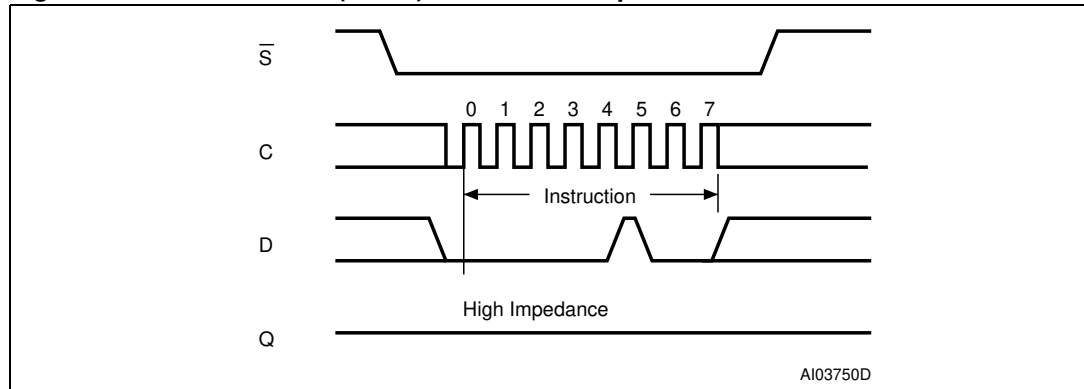 S̅
0 1 2 3 4 5 6 7
C
Instruction
D
High Impedance
Q
AI03750D